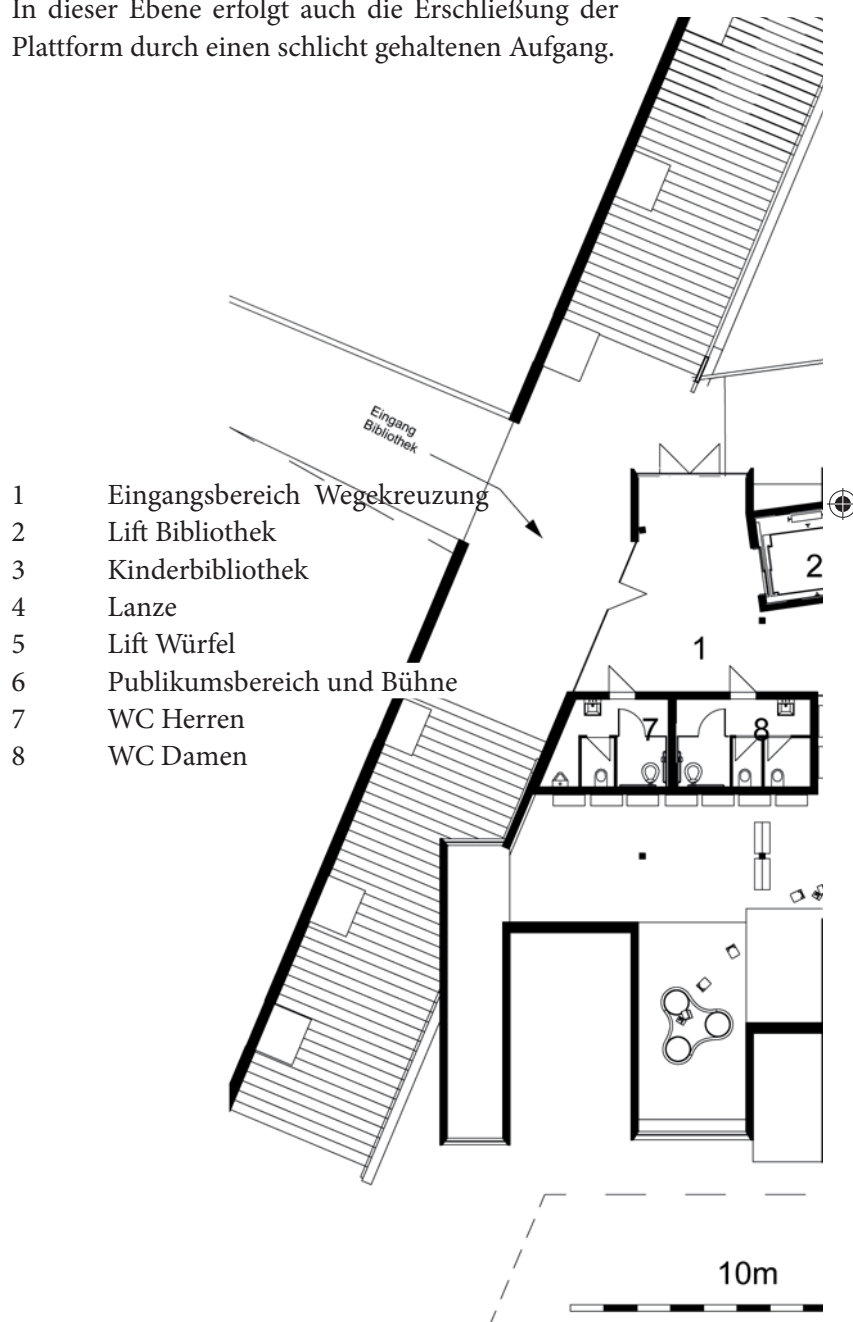 In dieser Ebene erfolgt auch die Erschließung der
Plattform durch einen schlicht gehaltenen Aufgang.
Eingang
Bibliothek
1 Eingangsbereich Wegekreuzung
2 Lift Bibliothek
3 Kinderbibliothek
4 Lanze
5 Lift Würfel
6 Publikumsbereich und Bühne
7 WC Herren
8 WC Damen
2
1
7
8
10m